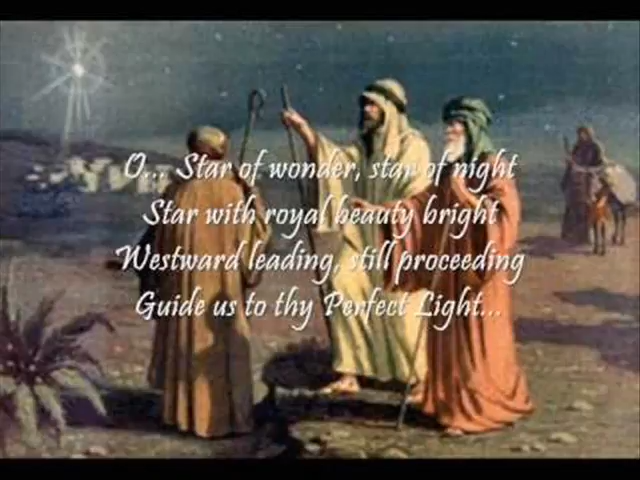 O... Star of wonder, star of night
Star with royal beauty bright
Westward leading, still proceeding
Guide us to thy Perfect Light...